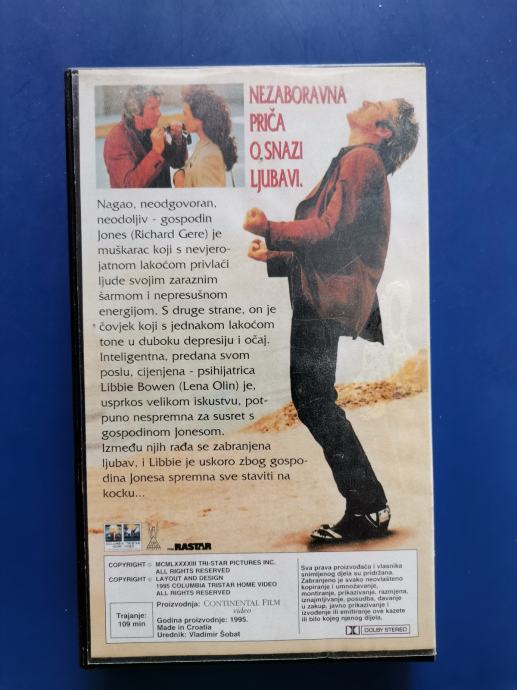 NEZABORAVNA
PRIČA
O SNAZI
LJUBAVI.
Nagao, neodgovoran,
neodoljiv - gospodin
Jones (Richard Gere) je
muškarac koji s nevjero-
jatnom lakoćom privlači
ljude svojim zaraznim
šarmom i nepresušnom
energijom. S druge strane, on je
čovjek koji s jednakom lakoćom
tone u duboku depresiju i očaj.
Inteligentna, predana svom
poslu, cijenjena - psihijatrica
Libbie Bowen (Lena Olin) je,
usprkos velikom iskustvu, pot-
puno nespremna za susret s
gospodinom Jonesom.
Između njih rađa se zabranjena
ljubav, i Libbie je uskoro zbog gospo-
dina Jonesa spremna sve staviti na
kocku...
COLUMBIA TRISTAR
HOME VIDEO
RASTAR
COPYRIGHT © MCMLXXXXIII TRI-STAR PICTURES INC.
ALL RIGHTS RESERVED
COPYRIGHT © LAYOUT AND DESIGN
1995 COLUMBIA TRISTAR HOME VIDEO
ALL RIGHTS RESERVED
Trajanje:
109 min
Proizvodnja: CONTINENTAL FILM
video
Godina proizvodnje: 1995.
Made in Croatia
Urednik: Vladimir Šobat
Sva prava proizvođača i vlasnika
snimljenog djela su pridržana.
Zabranjeno je svako neovlašteno
kopiranje i umnožavanje,
montiranje, prikazivanje, razmjena,
iznajmljivanje, posudba, davanje
u zakup, javno prikazivanje i
izvođenje ili emitiranje ove kasete
ili bilo kojeg njenog dijela.
DOLBY STEREO